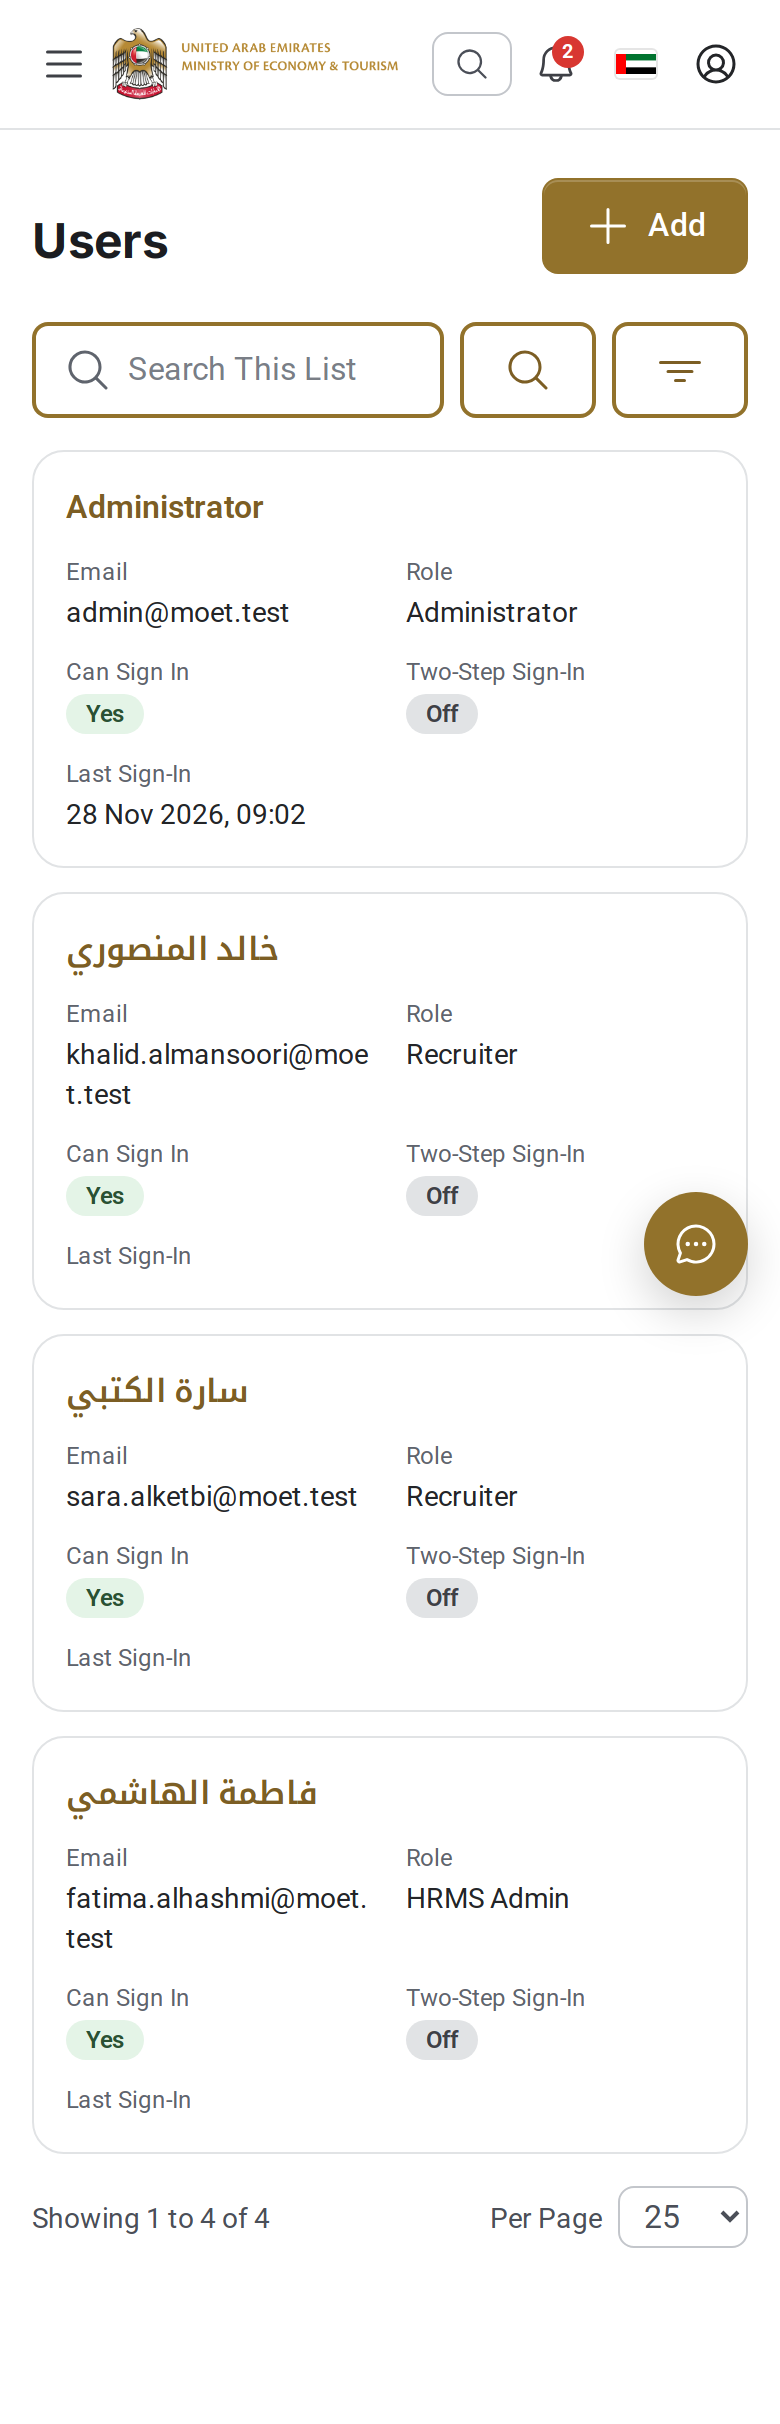 UNITED ARAB EMIRATES
MINISTRY OF ECONOMY & TOURISM
2
Users
Add
Search This List
Administrator
Email
Role
admin@moet.test
Administrator
Can Sign In
Two-Step Sign-In
Yes
Off
Last Sign-In
28 Nov 2026, 09:02
خالد المنصوري
Email
Role
khalid.almansoori@moe
t.test
Recruiter
Can Sign In
Two-Step Sign-In
Yes
Off
Last Sign-In
سارة الكتبي
Email
Role
sara.alketbi@moet.test
Recruiter
Can Sign In
Two-Step Sign-In
Yes
Off
Last Sign-In
فاطمة الهاشمي
Email
Role
fatima.alhashmi@moet.
test
HRMS Admin
Can Sign In
Two-Step Sign-In
Yes
Off
Last Sign-In
Showing 1 to 4 of 4
Per Page
25